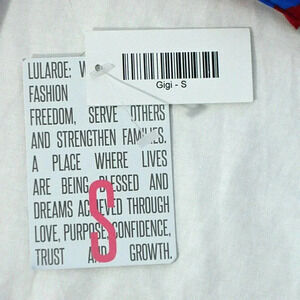 LULAROE:
FASHION
FREEDOM, SERVE OTHERS
AND STRENGTHEN FAMILIES.
A PLACE WHERE LIVES
ARE BEING BLESSED AND
DREAMS ACHIEVED THROUGH
LOVE, PURPOSE, CONFIDENCE,
TRUST AND GROWTH.
S
Gigi - S